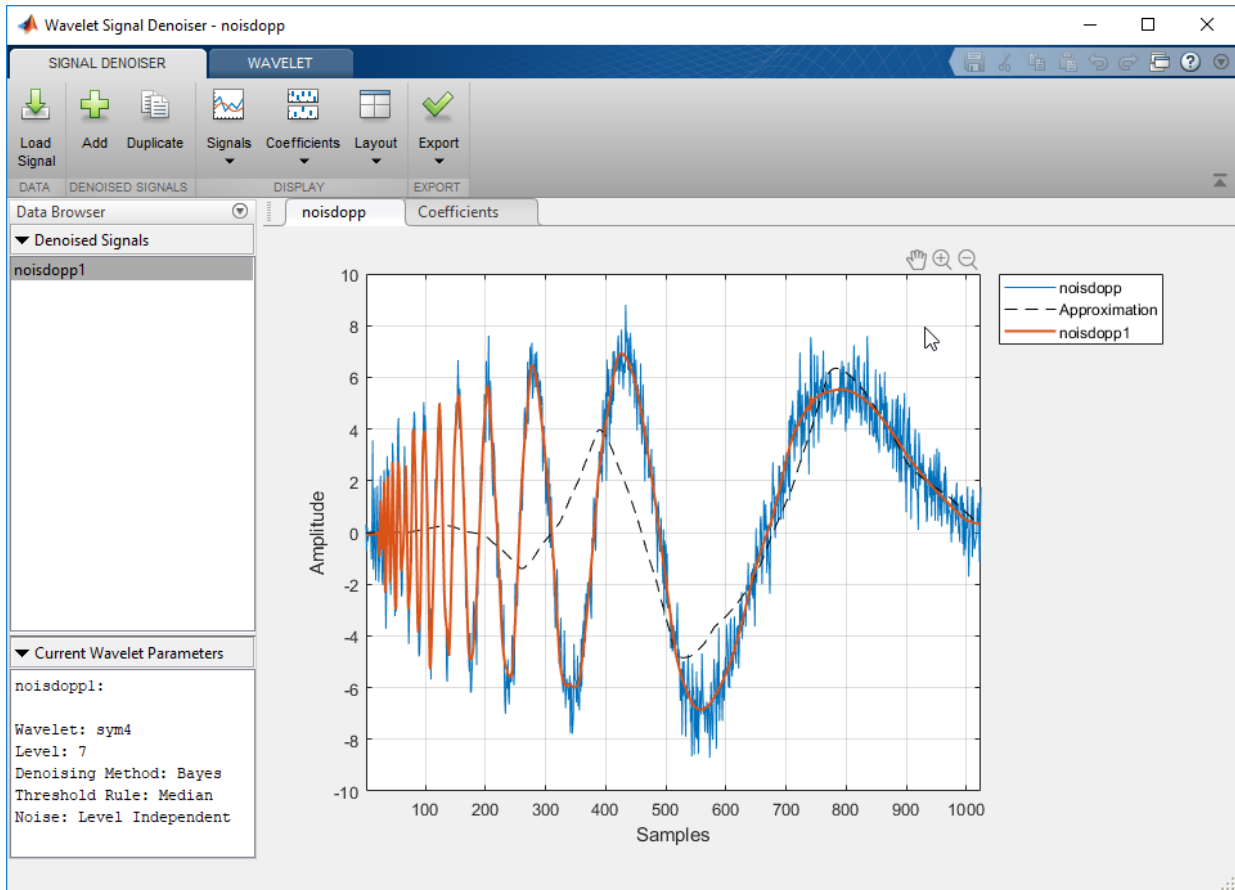 Wavelet Signal Denoiser - noisdopp
SIGNAL DENOISER
WAVELET
Load Signal
Add
Duplicate
Signals
Coefficients
Layout
Export
DATA
DENOISED SIGNALS
DISPLAY
EXPORT
Data Browser
Denoised Signals
noisdopp1
Current Wavelet Parameters
noisdopp1:
Wavelet: sym4
Level: 7
Denoising Method: Bayes
Threshold Rule: Median
Noise: Level Independent
noisdopp
Coefficients
10
8
6
4
2
0
-2
-4
-6
-8
-10
Amplitude
100 200 300 400 500 600 700 800 900 1000
Samples
noisdopp
Approximation
noisdopp1